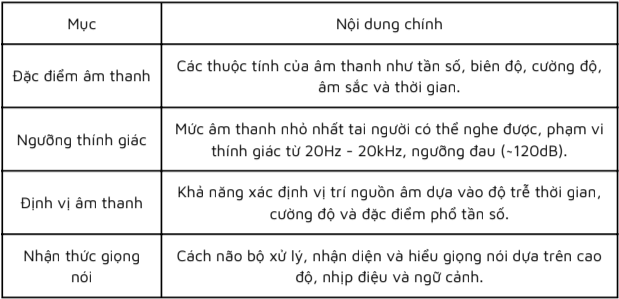 Mục
Nội dung chính
Đặc điểm âm thanh
Các thuộc tính của âm thanh như tần số, biên độ, cường độ,
âm sắc và thời gian.
Ngưỡng thính giác
Mức âm thanh nhỏ nhất tai người có thể nghe được, phạm vi
thính giác từ 20Hz - 20kHz, ngưỡng đau (~120dB).
Định vị âm thanh
Khả năng xác định vị trí nguồn âm dựa vào độ trễ thời gian,
cường độ và đặc điểm phổ tần số.
Nhận thức giọng
nói
Cách não bộ xử lý, nhận diện và hiểu giọng nói dựa trên cao
độ, nhịp điệu và ngữ cảnh.